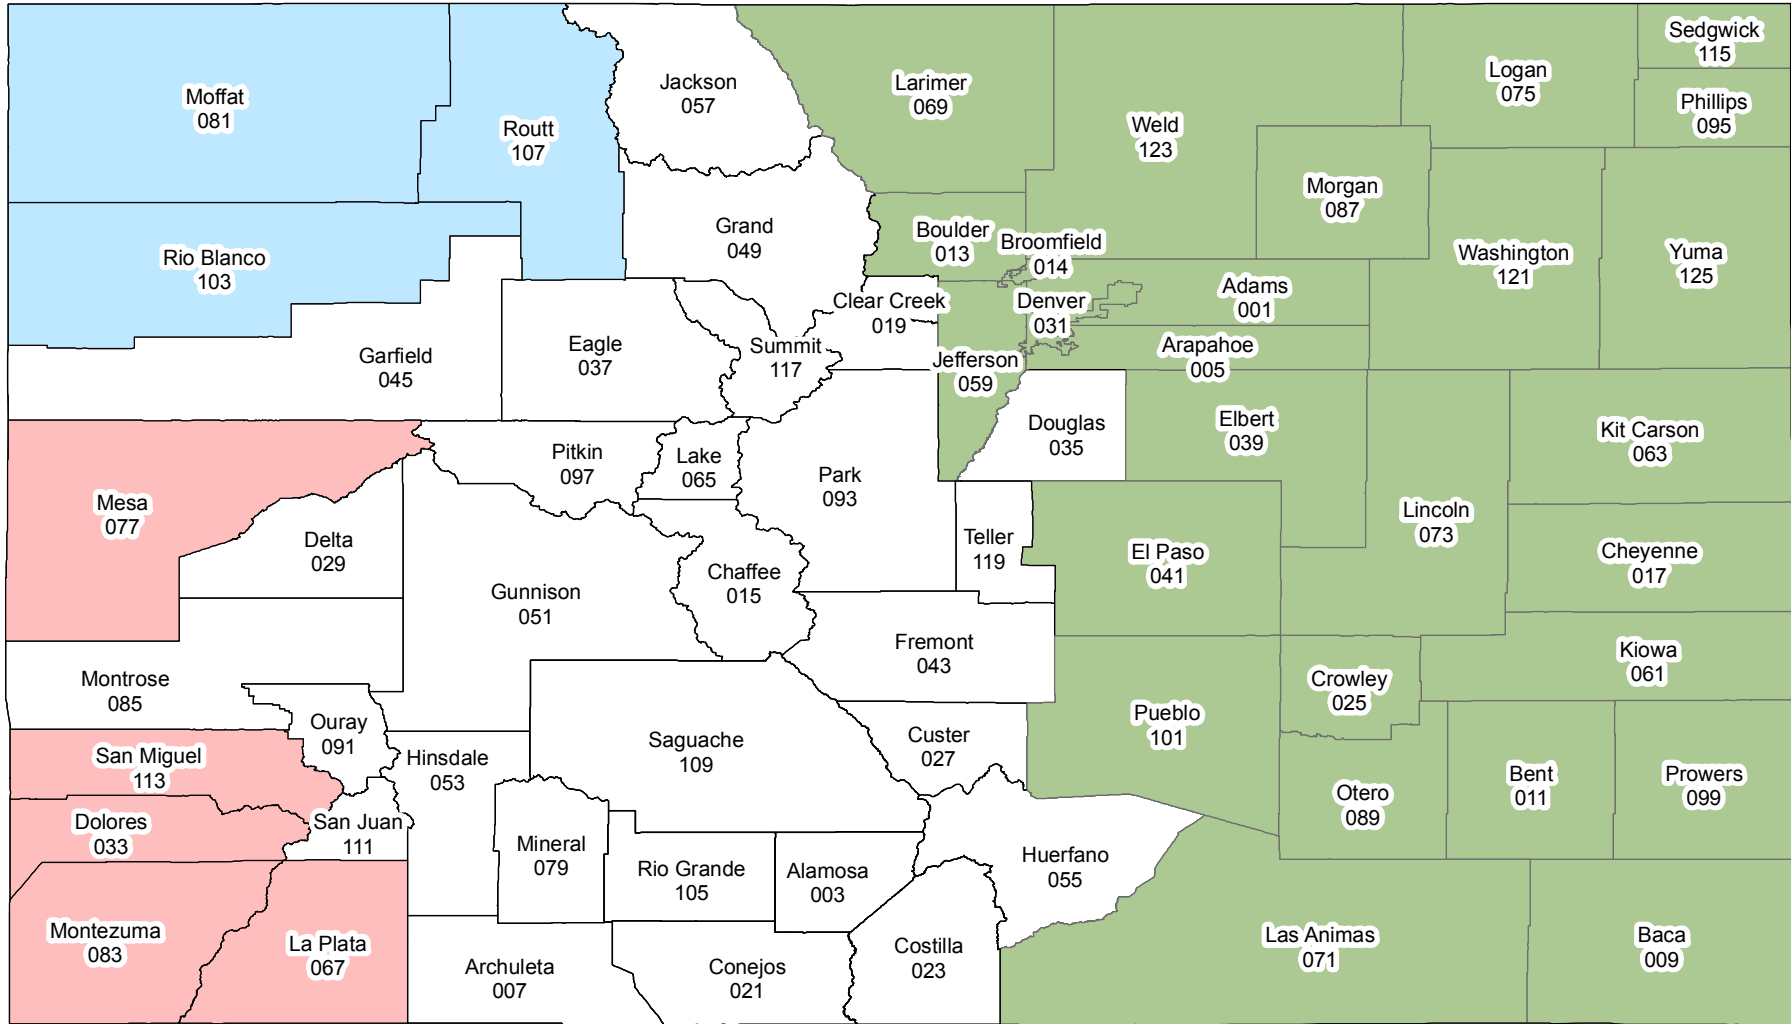 Sedgwick
115
Moffat
081
Routt
107
Jackson
057
Larimer
069
Weld
123
Logan
075
Phillips
095
Morgan
087
Rio Blanco
103
Grand
049
Boulder
013
Broomfield
014
Washington
121
Yuma
125
Garfield
045
Eagle
037
Summit
117
Clear Creek
019
Jefferson
059
Denver
031
Adams
001
Arapahoe
005
Mesa
077
Delta
029
Pitkin
097
Lake
065
Park
093
Douglas
035
Elbert
039
Lincoln
073
Kit Carson
063
Gunnison
051
Chaffee
015
Teller
119
El Paso
041
Cheyenne
017
Montrose
085
Ouray
091
Fremont
043
Crowley
025
Kiowa
061
San Miguel
113
Hinsdale
053
Saguache
109
Custer
027
Pueblo
101
Otero
089
Bent
011
Prowers
099
Dolores
033
San Juan
111
Mineral
079
Rio Grande
105
Alamosa
003
Huerfano
055
Montezuma
083
La Plata
067
Archuleta
007
Conejos
021
Costilla
023
Las Animas
071
Baca
009